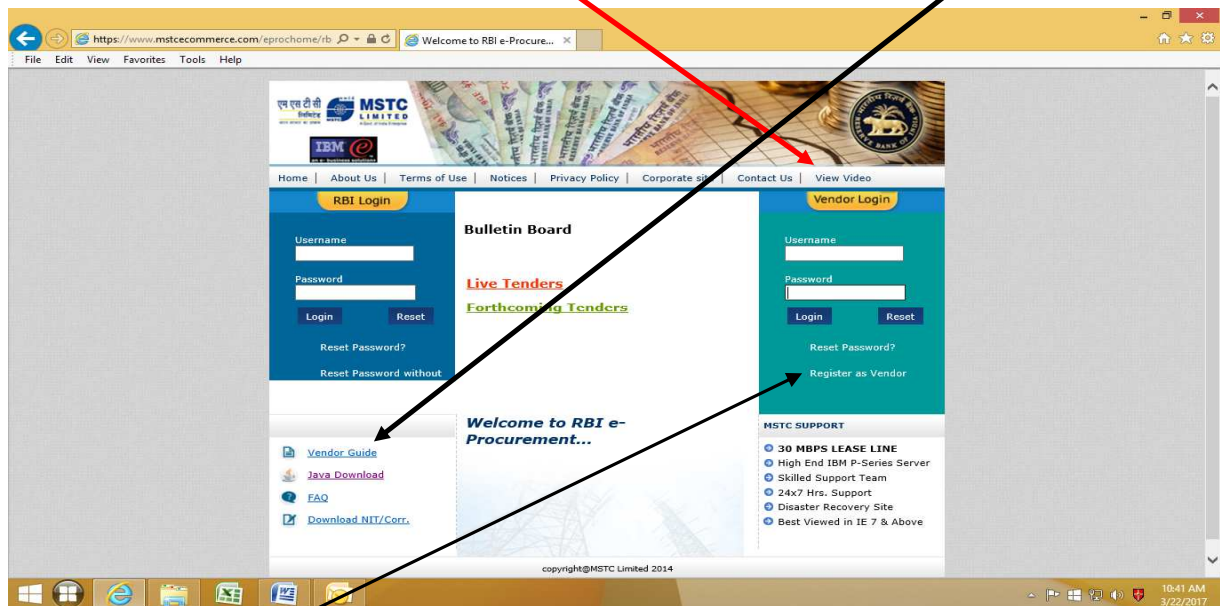 https://www.mstcecommerce.com/eprochome/rb
Welcome to RBI e-Procure...
File Edit View Favorites Tools Help
एम एस टी सी
लिमिटेड
MSTC
LIMITED
IBM
Home | About Us | Terms of Use | Notices | Privacy Policy | Corporate site | Contact Us | View Video
RBI Login
Username
Password
Login Reset
Reset Password?
Reset Password without
Bulletin Board
Live Tenders
Forthcoming Tenders
Vendor Login
Username
Password
Login Reset
Reset Password?
Register as Vendor
Vendor Guide
Java Download
FAQ
Download NIT/Corr.
Welcome to RBI e-
Procurement...
MSTC SUPPORT
30 MBPS LEASE LINE
High End IBM P-Series Server
Skilled Support Team
24x7 Hrs. Support
Disaster Recovery Site
Best Viewed in IE 7 & Above
copyright@MSTC Limited 2014
10:41 AM
3/22/2017